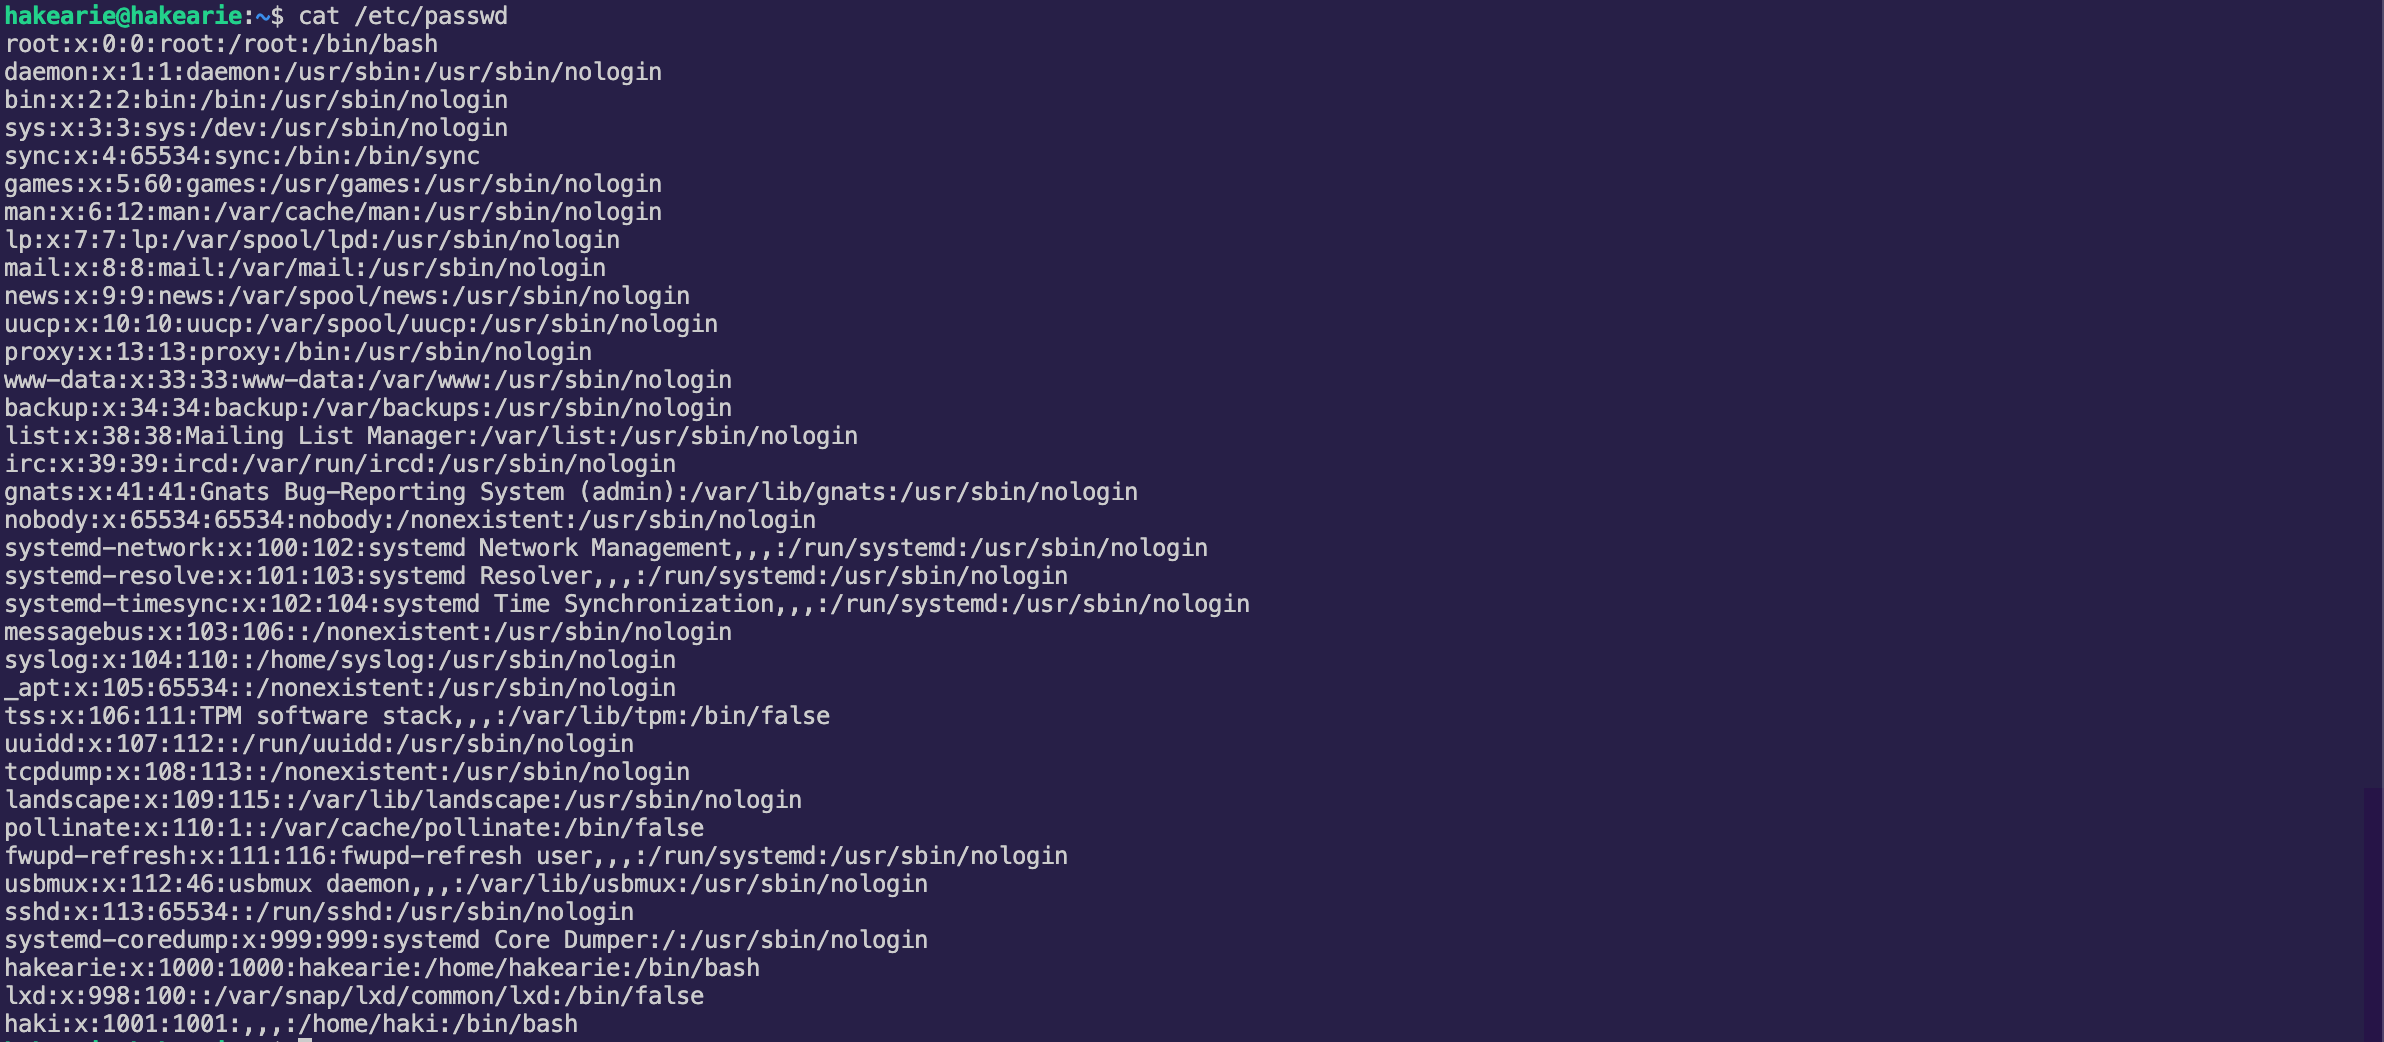 hakearie@hakearie:~$ cat /etc/passwd
root:x:0:0:root:/root:/bin/bash
daemon:x:1:1:daemon:/usr/sbin:/usr/sbin/nologin
bin:x:2:2:bin:/bin:/usr/sbin/nologin
sys:x:3:3:sys:/dev:/usr/sbin/nologin
sync:x:4:65534:sync:/bin:/bin/sync
games:x:5:60:games:/usr/games:/usr/sbin/nologin
man:x:6:12:man:/var/cache/man:/usr/sbin/nologin
lp:x:7:7:lp:/var/spool/lpd:/usr/sbin/nologin
mail:x:8:8:mail:/var/mail:/usr/sbin/nologin
news:x:9:9:news:/var/spool/news:/usr/sbin/nologin
uucp:x:10:10:uucp:/var/spool/uucp:/usr/sbin/nologin
proxy:x:13:13:proxy:/bin:/usr/sbin/nologin
www-data:x:33:33:www-data:/var/www:/usr/sbin/nologin
backup:x:34:34:backup:/var/backups:/usr/sbin/nologin
list:x:38:38:Mailing List Manager:/var/list:/usr/sbin/nologin
irc:x:39:39:ircd:/var/run/ircd:/usr/sbin/nologin
gnats:x:41:41:Gnats Bug-Reporting System (admin):/var/lib/gnats:/usr/sbin/nologin
nobody:x:65534:65534:nobody:/nonexistent:/usr/sbin/nologin
systemd-network:x:100:102:systemd Network Management,,,:/run/systemd:/usr/sbin/nologin
systemd-resolve:x:101:103:systemd Resolver,,,:/run/systemd:/usr/sbin/nologin
systemd-timesync:x:102:104:systemd Time Synchronization,,,:/run/systemd:/usr/sbin/nologin
messagebus:x:103:106::/nonexistent:/usr/sbin/nologin
syslog:x:104:110::/home/syslog:/usr/sbin/nologin
_apt:x:105:65534::/nonexistent:/usr/sbin/nologin
tss:x:106:111:TPM software stack,,,:/var/lib/tpm:/bin/false
uuidd:x:107:112::/run/uuidd:/usr/sbin/nologin
tcpdump:x:108:113::/nonexistent:/usr/sbin/nologin
landscape:x:109:115::/var/lib/landscape:/usr/sbin/nologin
pollinate:x:110:1::/var/cache/pollinate:/bin/false
fwupd-refresh:x:111:116:fwupd-refresh user,,,:/run/systemd:/usr/sbin/nologin
usbmux:x:112:46:usbmux daemon,,,:/var/lib/usbmux:/usr/sbin/nologin
sshd:x:113:65534::/run/sshd:/usr/sbin/nologin
systemd-coredump:x:999:999:systemd Core Dumper:/:/usr/sbin/nologin
hakearie:x:1000:1000:hakearie:/home/hakearie:/bin/bash
lxd:x:998:100::/var/snap/lxd/common/lxd:/bin/false
haki:x:1001:1001:,,,:/home/haki:/bin/bash